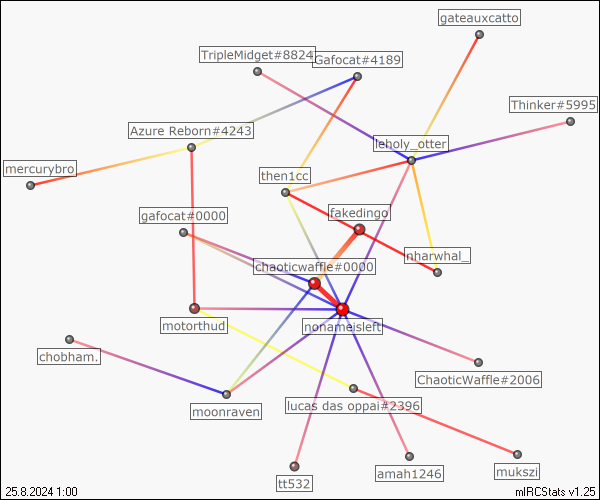 gateauxcatto
TripleMidget#8824
Gafocat#4189
Thinker#5995
Azure Reborn#4243
leholy_otter
mercurybro
then1cc
gafocat#0000
fakedingo
nharwhal_
chaoticwaffle#0000
motorthud
nonameisleft
chobham.
ChaoticWaffle#2006
moonraven
lucas das oppai#2396
tt532
amah1246
mukszi
25.8.2024 1:00
mIRCStats v1.25